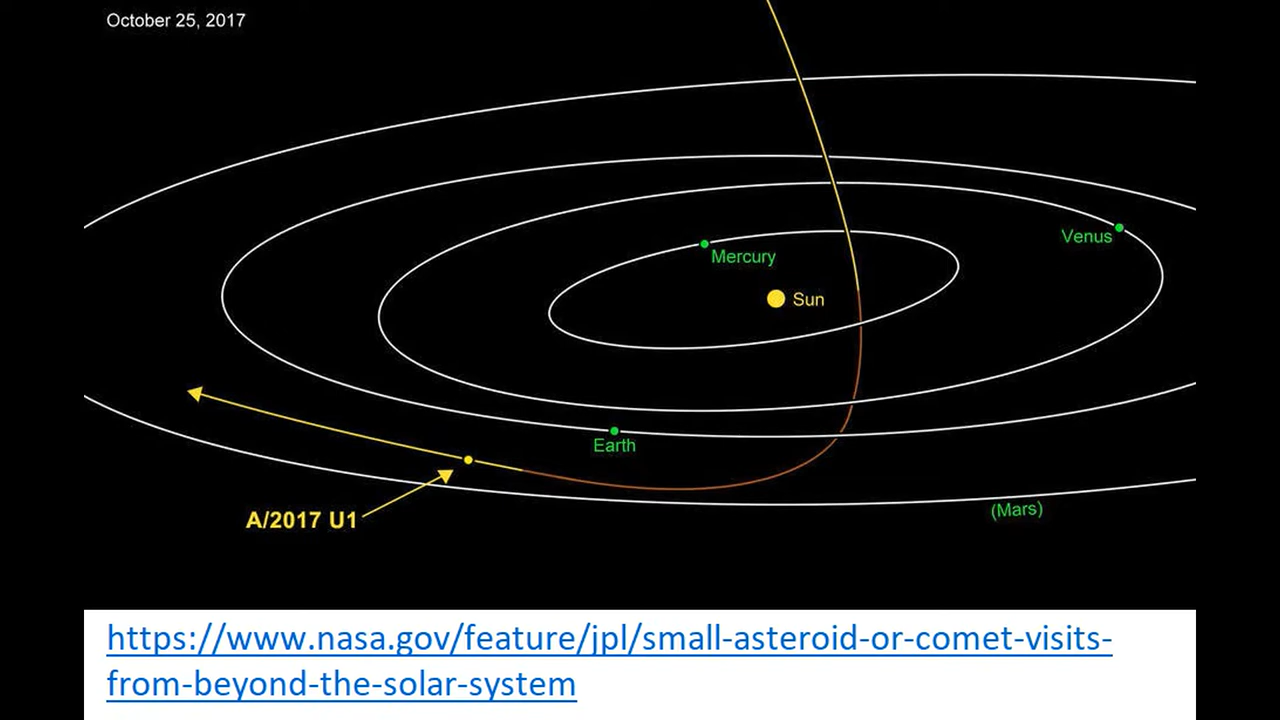 October 25, 2017
Venus
Mercury
Sun
Earth
A/2017 U1
(Mars)
https://www.nasa.gov/feature/jpl/small-asteroid-or-comet-visits-
from-beyond-the-solar-system